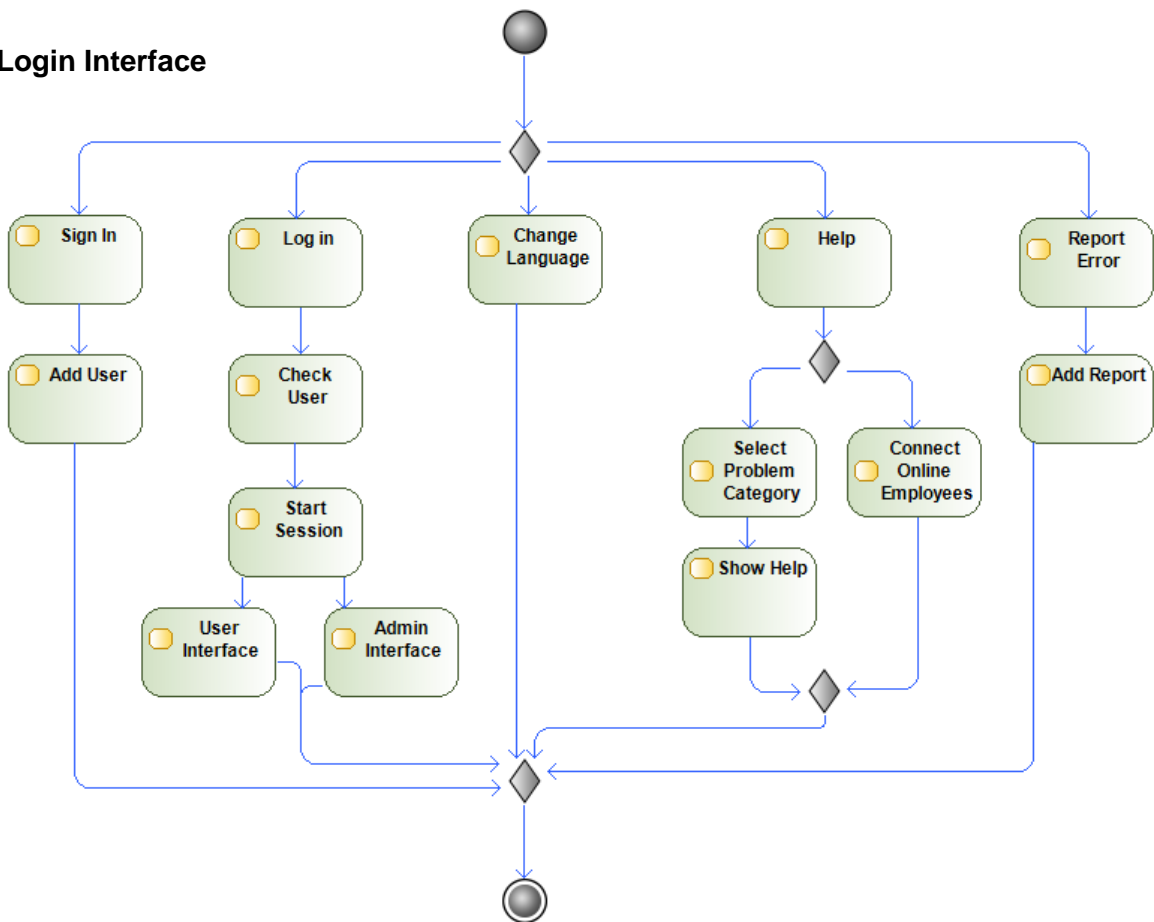 Login Interface
Sign In
Log in
Change
Language
Help
Report
Error
Add User
Check
User
Add Report
Select
Problem
Category
Connect
Online
Employees
Start
Session
Show Help
User
Interface
Admin
Interface